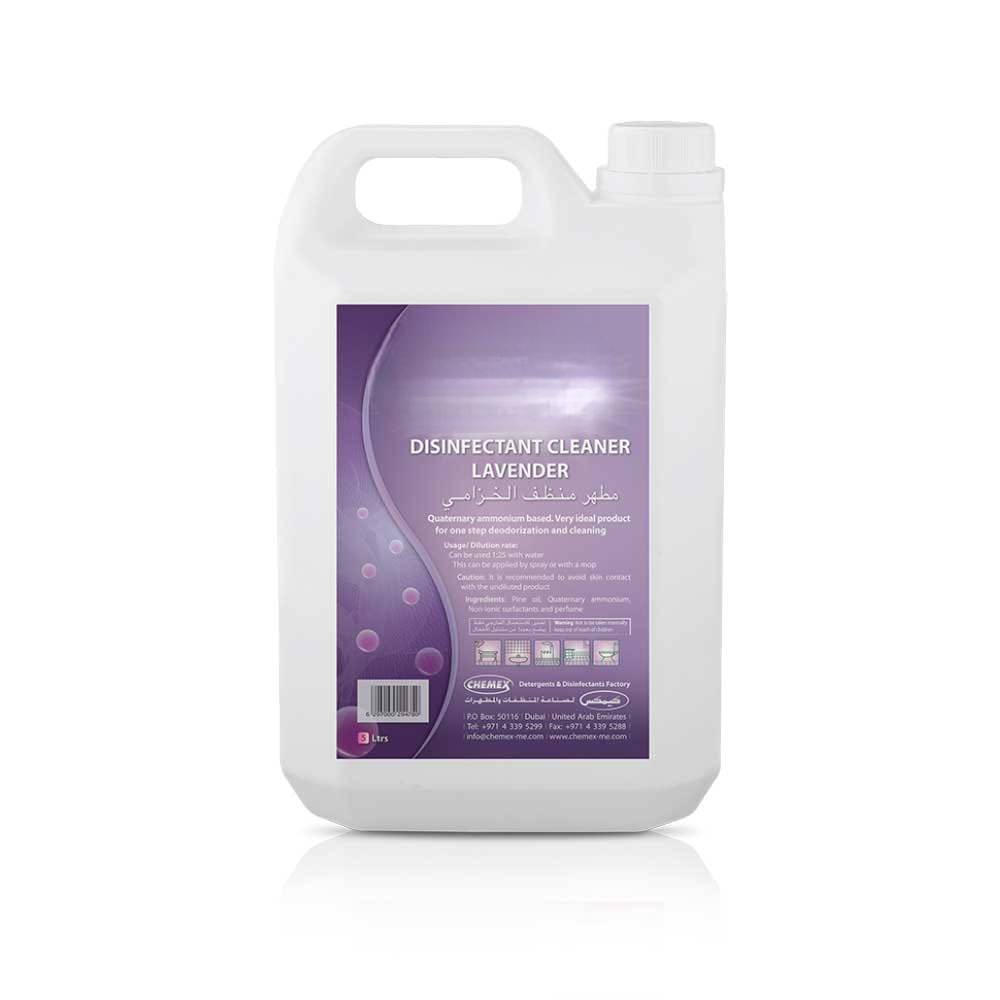 DISINFECTANT CLEANER
LAVENDER
مطهر منظف الخزامي
Quaternary ammonium based. Very ideal product
for one step deodorization and cleaning
Usage/ Dilution rate:
Can be used 1:25 with water
This can be applied by spray or with a mop
Caution: It is recommended to avoid skin contact
with the undiluted product
Ingredients: Pine oil, Quaternary ammonium,
Non-ionic surfactants and perfume
Warning: Not to be taken internally
keep out of reach of children
CHEMEX Detergents & Disinfectants Factory
لصناعة المنظفات والمطهرات كيمكس
P.O Box: 50116 | Dubai | United Arab Emirates
Tel: +971 4 339 5299 | Fax: +971 4 339 5288
info@chemex-me.com | www.chemex-me.com
6 297000 294780
5 Ltrs